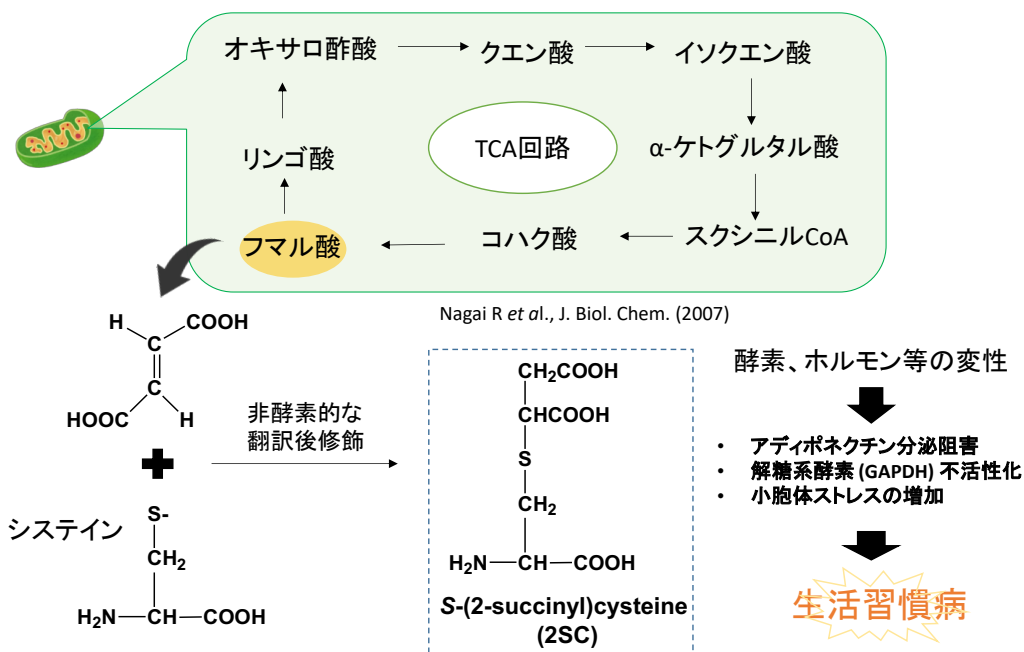 オキサロ酢酸
クエン酸
イソクエン酸
リンゴ酸
TCA回路
α-ケトグルタル酸
フマル酸
コハク酸
スクシニルCoA
Nagai R et al., J. Biol. Chem. (2007)
H
COOH
C
C
HOOC
H
非酵素的な
翻訳後修飾
システイン
S-
CH₂
H₂N
CH
COOH
CH₂COOH
CHCOOH
S
CH₂
H₂N
CH
COOH
S-(2-succinyl)cysteine
(2SC)
酵素、ホルモン等の変性
• アディポネクチン分泌阻害
• 解糖系酵素 (GAPDH) 不活性化
• 小胞体ストレスの増加
生活習慣病